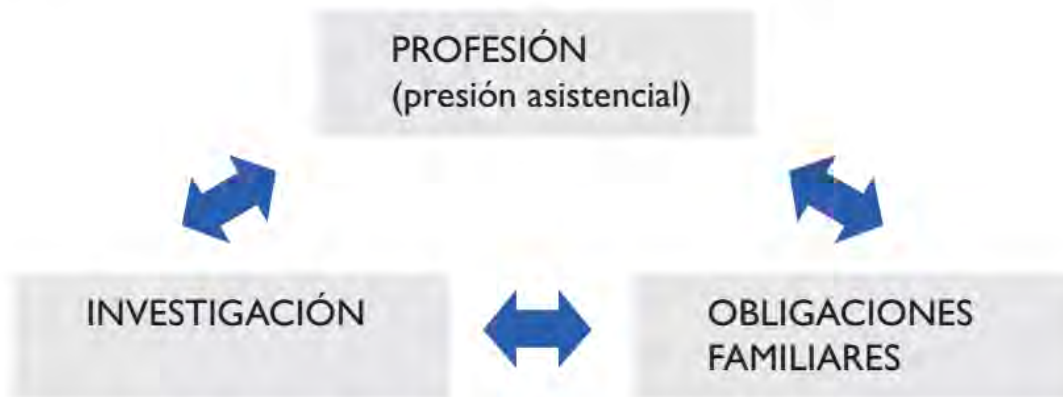 PROFESIÓN
(presión asistencial)
INVESTIGACIÓN
OBLIGACIONES
FAMILIARES